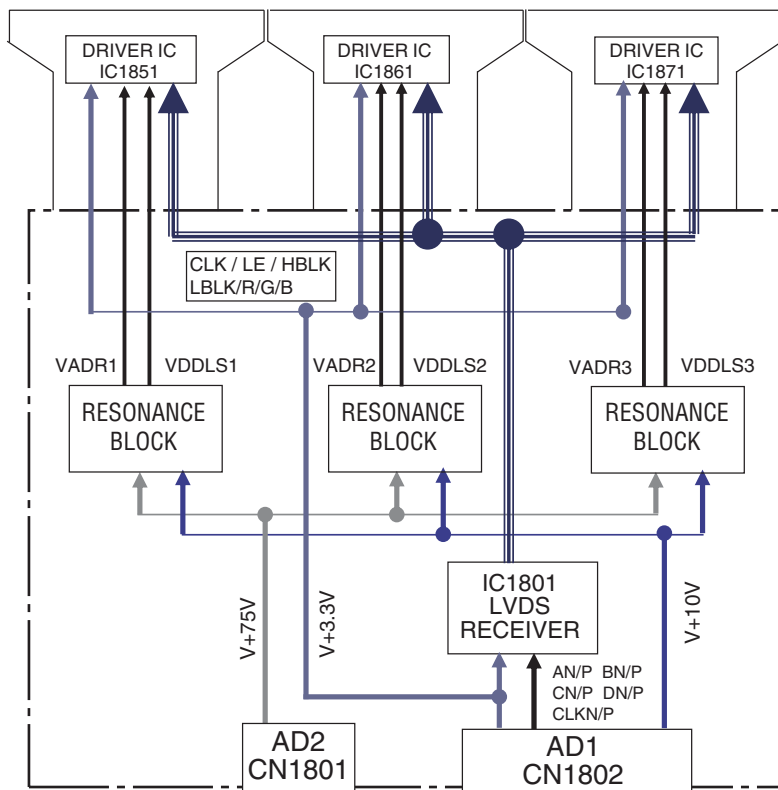 DRIVER IC
IC1851
DRIVER IC
IC1861
DRIVER IC
IC1871
CLK / LE / HBLK
LBLK/R/G/B
VADR1
VDDLS1
VADR2
VDDLS2
VADR3
VDDLS3
RESONANCE
BLOCK
RESONANCE
BLOCK
RESONANCE
BLOCK
V+75V
V+3.3V
IC1801
LVDS
RECEIVER
V+10V
AN/P BN/P
CN/P DN/P
CLKN/P
AD2
CN1801
AD1
CN1802